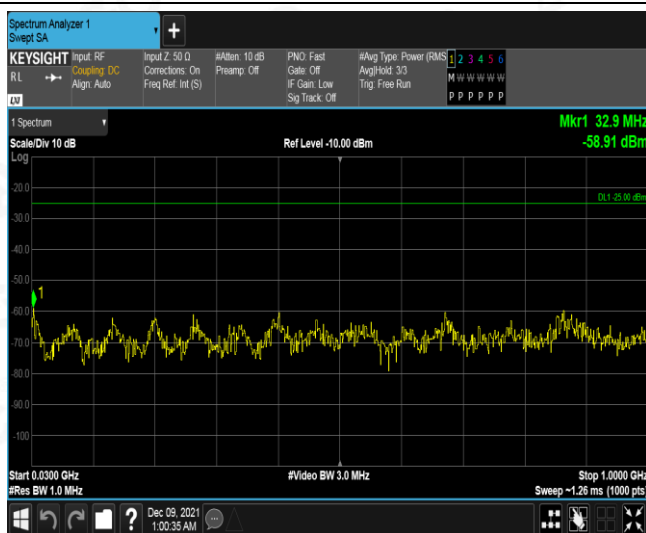 Spectrum Analyzer 1
Swept SA
+
KEYSIGHT
RL
LXI
Input: RF
Coupling: DC
Align: Auto
Input Z: 50 Ω
Corrections: On
Freq Ref: Int (S)
#Atten: 10 dB
Preamp: Off
PNO: Fast
Gate: Off
IF Gain: Low
Sig Track: Off
#Avg Type: Power (RMS
Avg|Hold: 3/3
Trig: Free Run
1 2 3 4 5 6
M W W W W W
P P P P P P
1 Spectrum
Mkr1 32.9 MHz
Scale/Div 10 dB
Ref Level -10.00 dBm
-58.91 dBm
Log
-20.0
DL1 -25.00 dBm
-30.0
-40.0
-50.0
1
-60.0
-70.0
-80.0
-90.0
-100
Start 0.0300 GHz
#Video BW 3.0 MHz
Stop 1.0000 GHz
#Res BW 1.0 MHz
Sweep ~1.26 ms (1000 pts)
?
Dec 09, 2021
1:00:35 AM